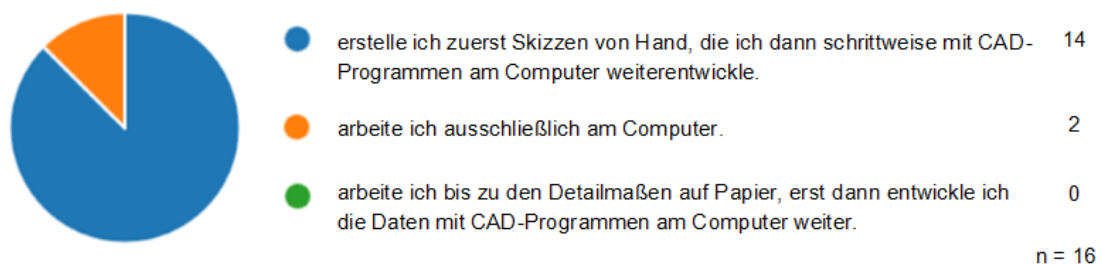 erstelle ich zuerst Skizzen von Hand, die ich dann schrittweise mit CAD- 14
Programmen am Computer weiterentwickle.
arbeite ich ausschließlich am Computer. 2
arbeite ich bis zu den Detailmaßen auf Papier, erst dann entwickle ich 0
die Daten mit CAD-Programmen am Computer weiter.
n = 16